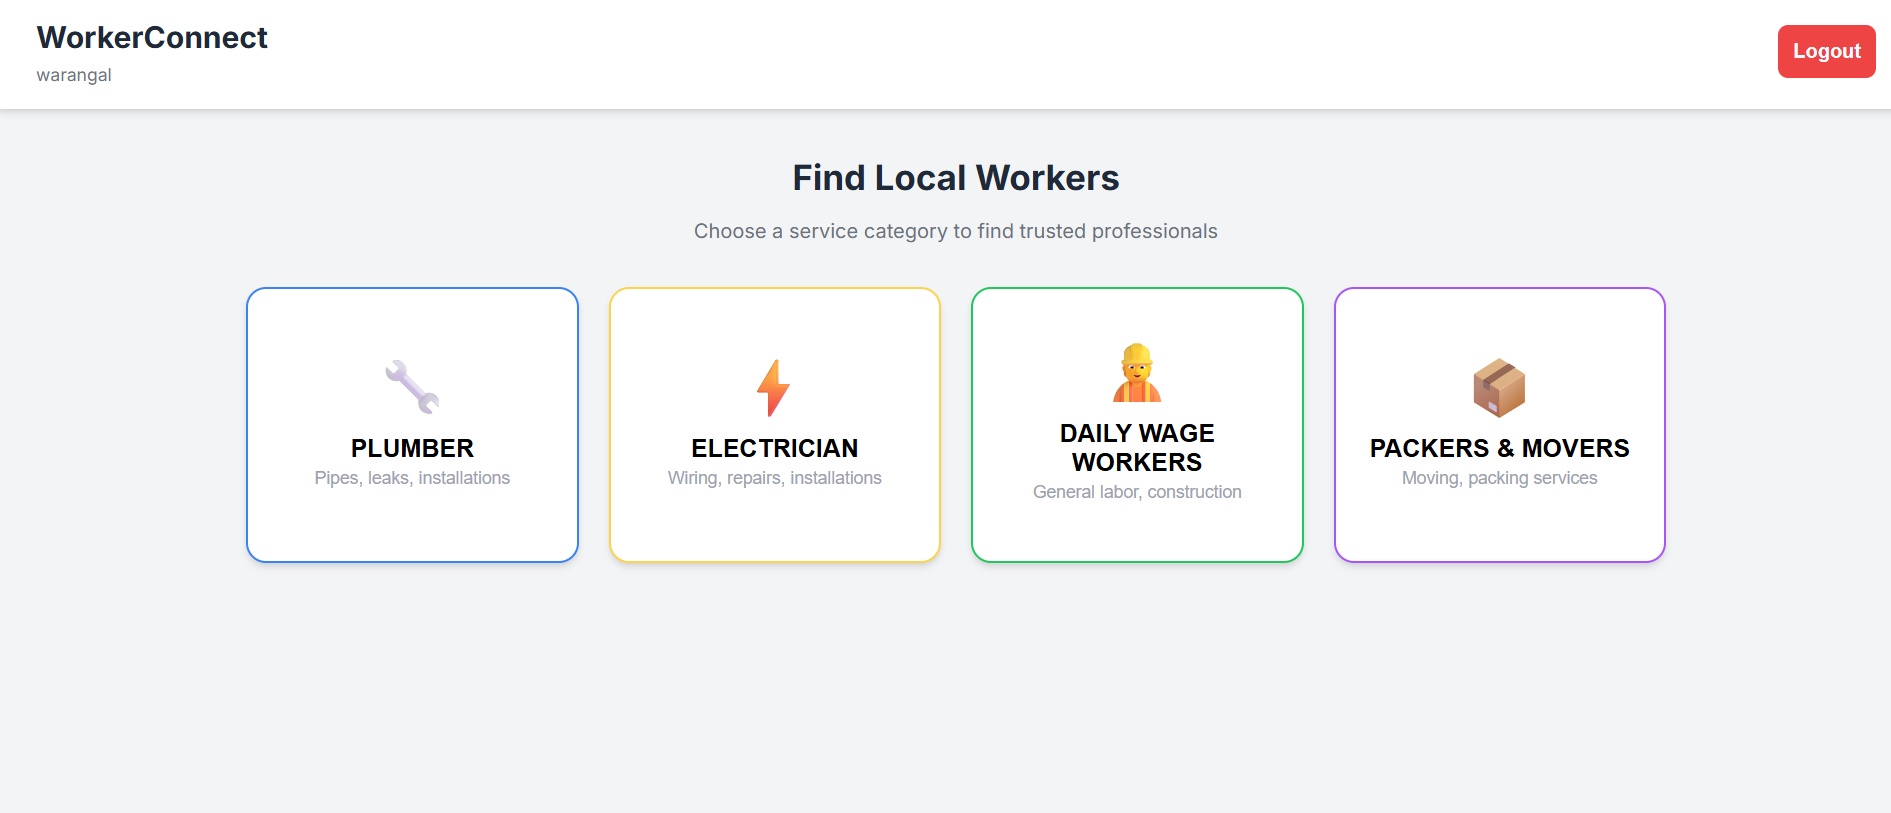 WorkerConnect
warangal
Logout
Find Local Workers
Choose a service category to find trusted professionals
PLUMBER
Pipes, leaks, installations
ELECTRICIAN
Wiring, repairs, installations
DAILY WAGE
WORKERS
General labor, construction
PACKERS & MOVERS
Moving, packing services